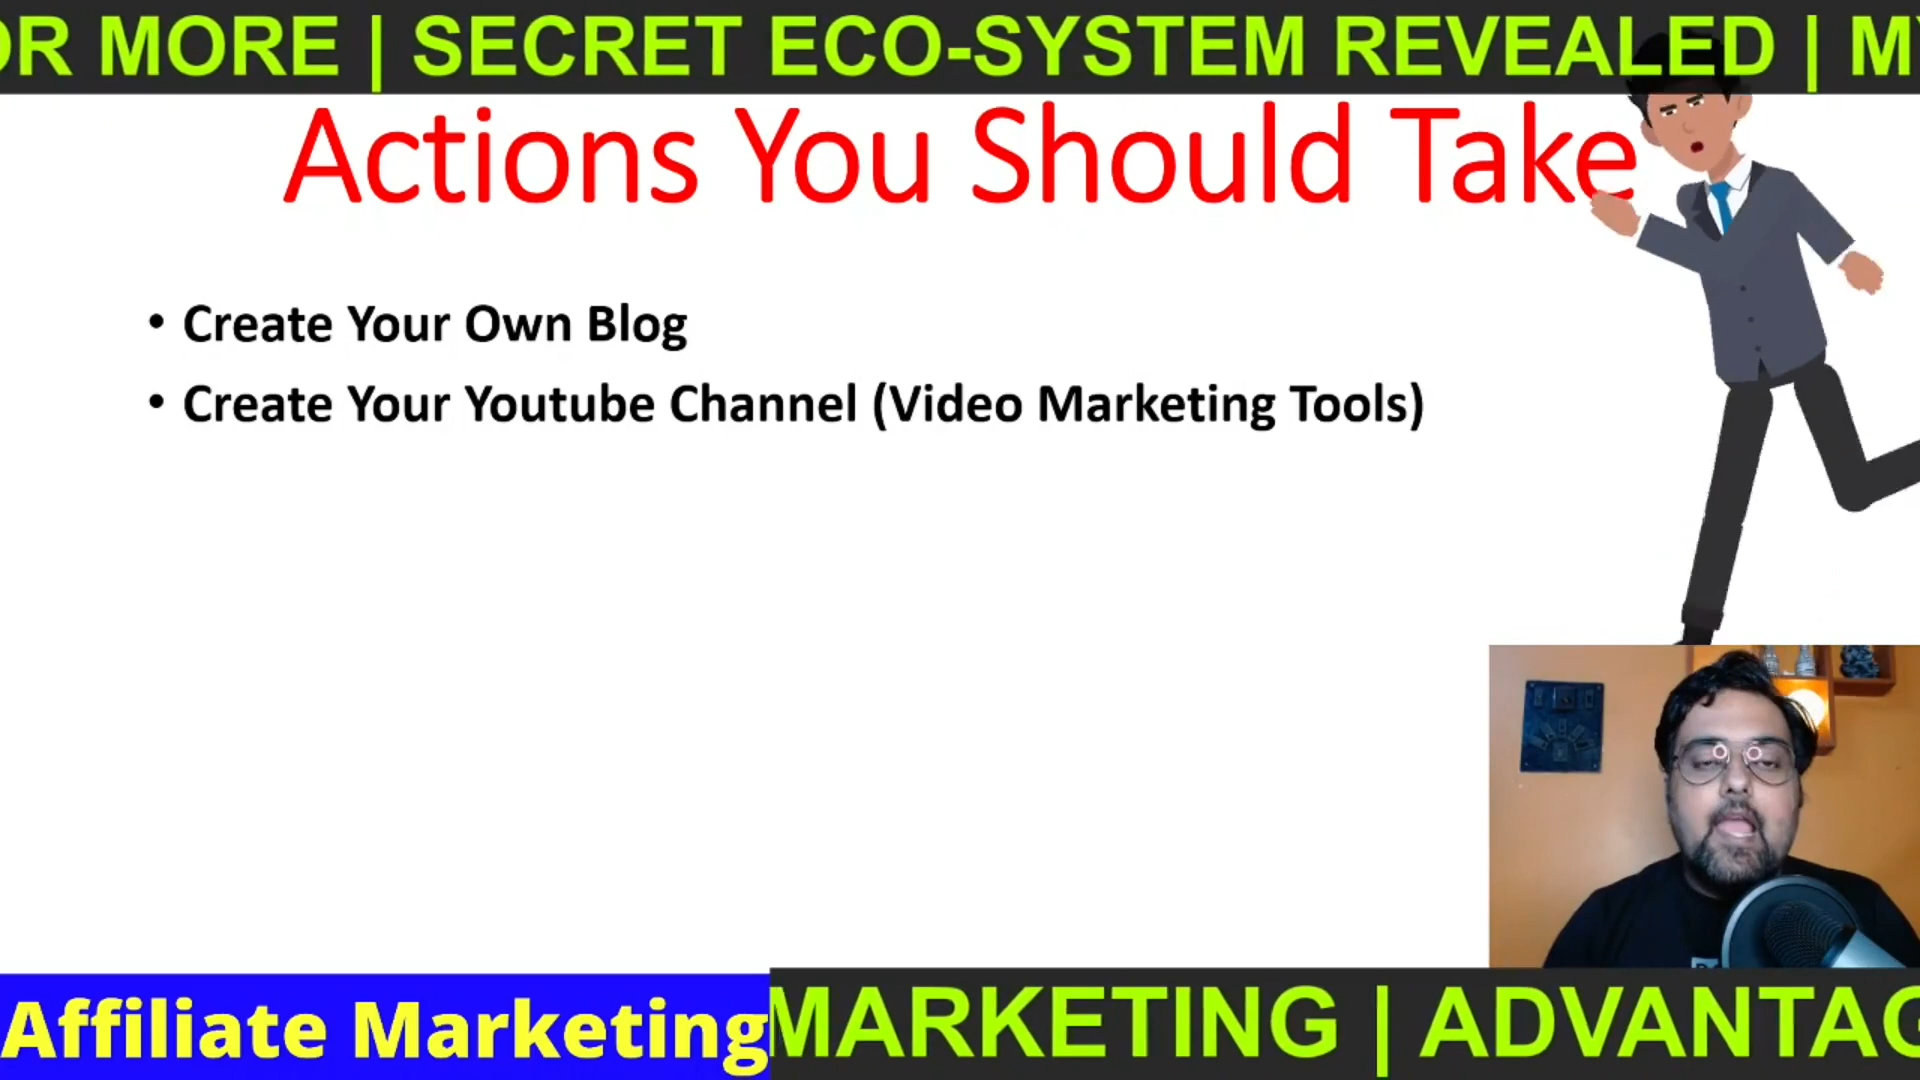 OR MORE | SECRET ECO-SYSTEM REVEALED | M
Actions You Should Take
• Create Your Own Blog
• Create Your Youtube Channel (Video Marketing Tools)
Affiliate Marketing
MARKETING | ADVANTAG